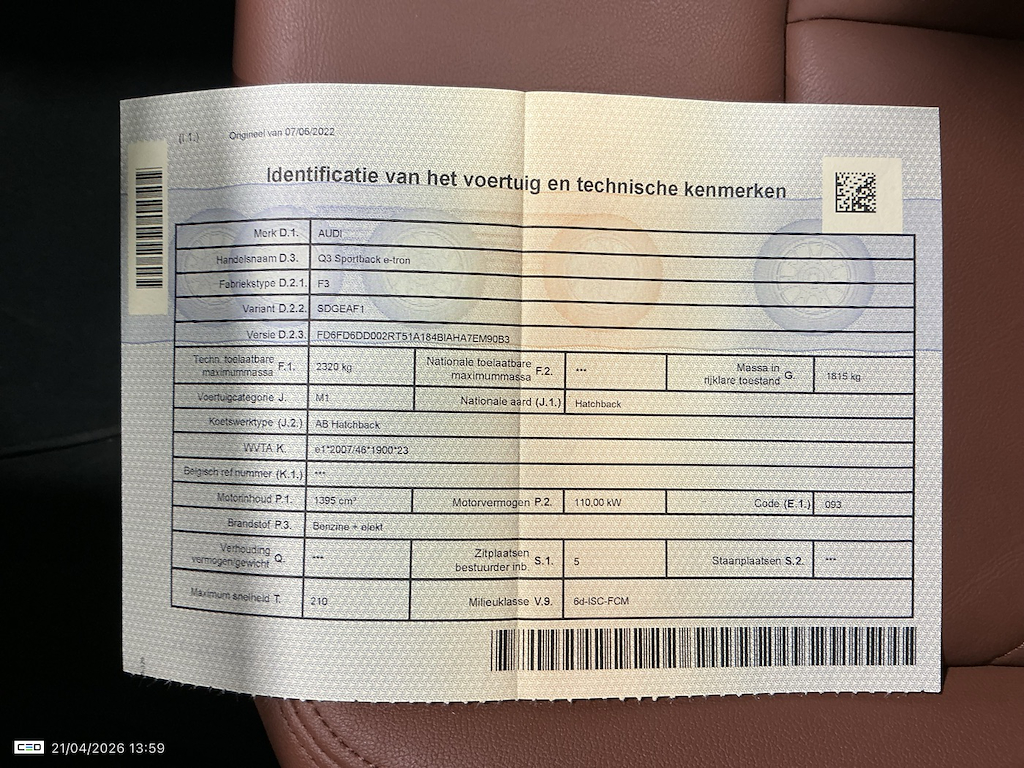 (I.1.) Origineel van 07/06/2022
Identificatie van het voertuig en technische kenmerken
Merk D.1. AUDI
Handelsnaam D.3. Q3 Sportback e-tron
Fabriekstype D.2.1. F3
Variant D.2.2. SDGEAF1
Versie D.2.3. FD6FD6DD002RT51A184BIAHA7EM90B3
Techn. toelaatbare maximummassa F.1. 2320 kg Nationale toelaatbare maximummassa F.2. *** Massa in rijklare toestand G. 1815 kg
Voertuigcategorie J. M1 Nationale aard (J.1.) Hatchback
Koetswerktype (J.2.) AB Hatchback
WVTA K. e1*2007/46*1900*23
Belgisch ref.nummer (K.1.) ***
Motorinhoud P.1. 1395 cm³ Motorvermogen P.2. 110,00 kW Code (E.1.) 093
Brandstof P.3. Benzine + elekt
Verhouding vermogen/gewicht Q. *** Zitplaatsen bestuurder inb. S.1. 5 Staanplaatsen S.2. ***
Maximum snelheid T. 210 Milieuklasse V.9. 6d-ISC-FCM
CEO 21/04/2026 13:59